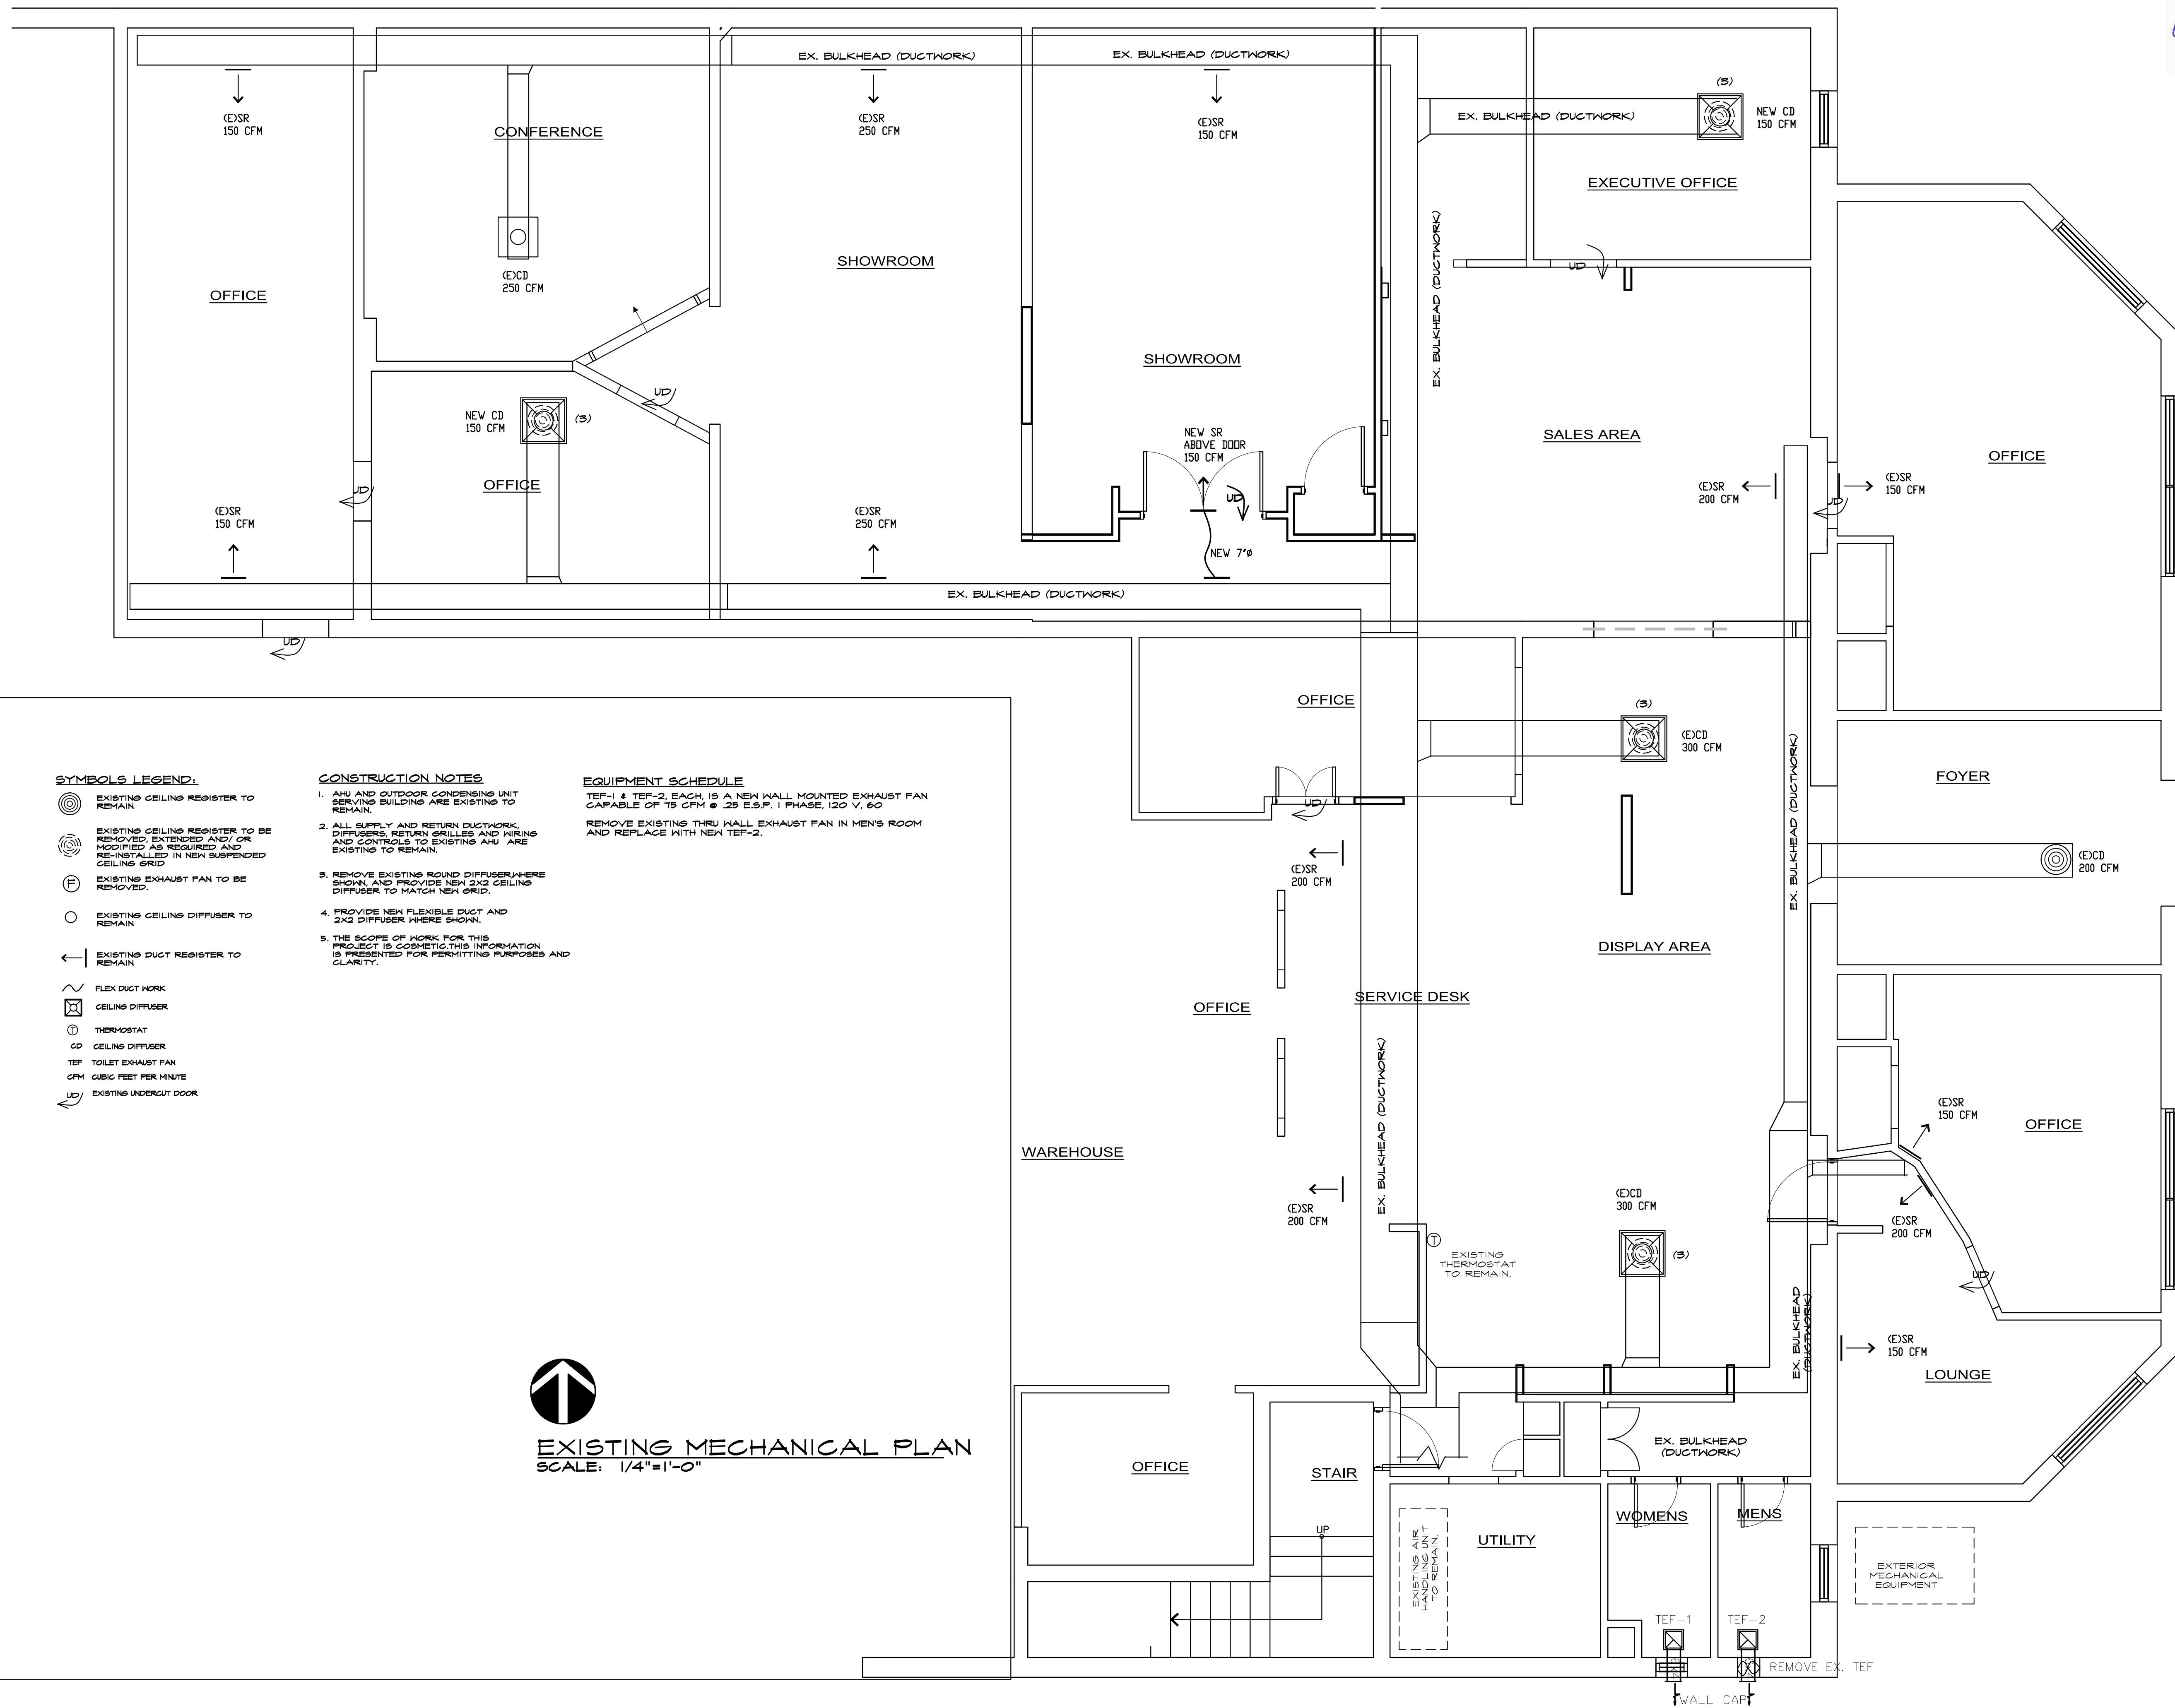 EX. BULKHEAD (DUCTWORK)
EX. BULKHEAD (DUCTWORK)
(E)SR
150 CFM
CONFERENCE
(E)SR
250 CFM
(E)SR
150 CFM
EX. BULKHEAD (DUCTWORK)
(3)
NEW CD
150 CFM
EXECUTIVE OFFICE
UD
EX. BULKHEAD (DUCTWORK)
(E)CD
250 CFM
OFFICE
SHOWROOM
SHOWROOM
UD
NEW CD
150 CFM
(3)
OFFICE
UD
NEW SR
ABOVE DOOR
150 CFM
UD
NEW 7"Ø
SALES AREA
OFFICE
(E)SR
200 CFM
(E)SR
150 CFM
UD
(E)SR
150 CFM
(E)SR
250 CFM
EX. BULKHEAD (DUCTWORK)
UD
OFFICE
UD
(3)
(E)CD
300 CFM
EX. BULKHEAD (DUCTWORK)
FOYER
(E)CD
200 CFM
SYMBOLS LEGEND:
EXISTING CEILING REGISTER TO
REMAIN
EXISTING CEILING REGISTER TO BE
REMOVED, EXTENDED AND/ OR
MODIFIED AS REQUIRED AND
RE-INSTALLED IN NEW SUSPENDED
CEILING GRID
F
EXISTING EXHAUST FAN TO BE
REMOVED.
EXISTING CEILING DIFFUSER TO
REMAIN
EXISTING DUCT REGISTER TO
REMAIN
FLEX DUCT WORK
CEILING DIFFUSER
T THERMOSTAT
CD CEILING DIFFUSER
TEF TOILET EXHAUST FAN
CFM CUBIC FEET PER MINUTE
UD EXISTING UNDERCUT DOOR
CONSTRUCTION NOTES
1. AHU AND OUTDOOR CONDENSING UNIT
SERVING BUILDING ARE EXISTING TO
REMAIN.
2. ALL SUPPLY AND RETURN DUCTWORK,
DIFFUSERS, RETURN GRILLES AND WIRING
AND CONTROLS TO EXISTING AHU ARE
EXISTING TO REMAIN.
3. REMOVE EXISTING ROUND DIFFUSER,WHERE
SHOWN, AND PROVIDE NEW 2X2 CEILING
DIFFUSER TO MATCH NEW GRID.
4. PROVIDE NEW FLEXIBLE DUCT AND
2X2 DIFFUSER WHERE SHOWN.
5. THE SCOPE OF WORK FOR THIS
PROJECT IS COSMETIC.THIS INFORMATION
IS PRESENTED FOR PERMITTING PURPOSES AND
CLARITY.
EQUIPMENT SCHEDULE
TEF-1 & TEF-2, EACH, IS A NEW WALL MOUNTED EXHAUST FAN
CAPABLE OF 75 CFM @ .25 E.S.P. 1 PHASE, 120 V, 60
REMOVE EXISTING THRU WALL EXHAUST FAN IN MEN'S ROOM
AND REPLACE WITH NEW TEF-2.
(E)SR
200 CFM
DISPLAY AREA
SERVICE DESK
OFFICE
WAREHOUSE
EX. BULKHEAD (DUCTWORK)
(E)SR
200 CFM
(E)CD
300 CFM
(3)
T
EXISTING
THERMOSTAT
TO REMAIN.
(E)SR
150 CFM
OFFICE
(E)SR
200 CFM
UD
EX. BULKHEAD
(DUCTWORK)
(E)SR
150 CFM
LOUNGE
EXISTING MECHANICAL PLAN
SCALE: 1/4"=1'-0"
OFFICE
STAIR
UP
EX. BULKHEAD
(DUCTWORK)
WOMENS
MENS
UTILITY
EXISTING AIR
HANDLING UNIT
TO REMAIN.
EXTERIOR
MECHANICAL
EQUIPMENT
TEF-1
TEF-2
REMOVE EX. TEF
WALL CAP